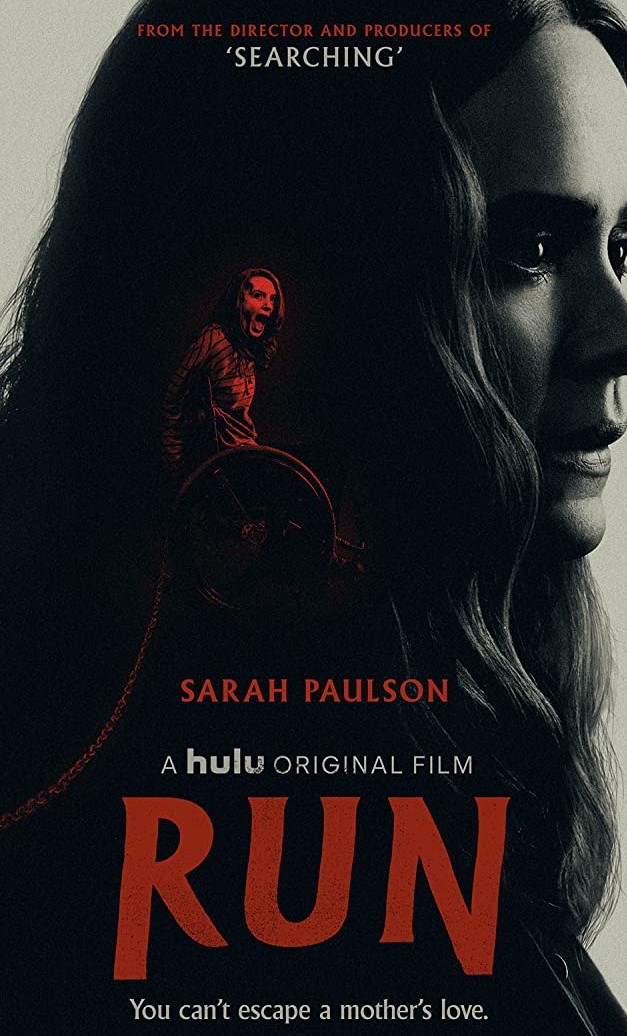 FROM THE DIRECTOR AND PRODUCERS OF
‘SEARCHING’
SARAH PAULSON
A hulu ORIGINAL FILM
RUN
You can’t escape a mother’s love.